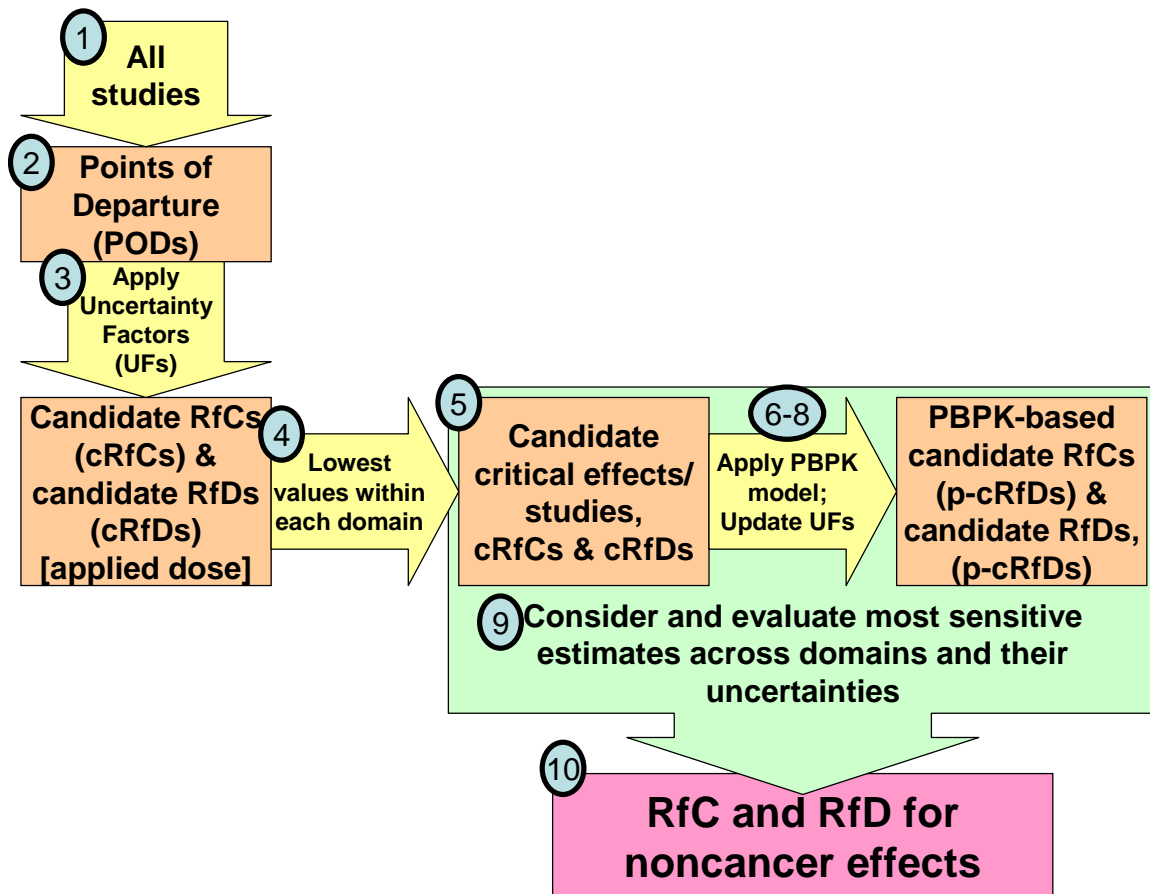 1
All
studies
2
Points of
Departure
(PODs)
3
Apply
Uncertainty
Factors
(UFs)
Candidate RfCs
(cRfCs) &
candidate RfDs
(cRfDs)
[applied dose]
4
Lowest
values within
each domain
5
Candidate
critical effects/
studies,
cRfCs & cRfDs
6-8
Apply PBPK
model;
Update UFs
PBPK-based
candidate RfCs
(p-cRfDs) &
candidate RfDs,
(p-cRfDs)
9
Consider and evaluate most sensitive
estimates across domains and their
uncertainties
10
RfC and RfD for
noncancer effects